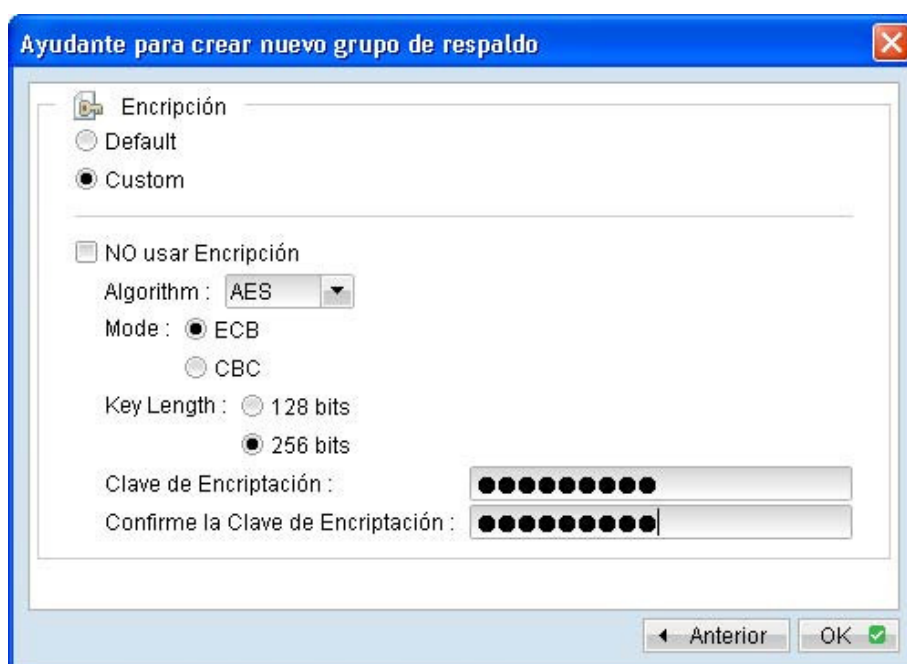 Ayudante para crear nuevo grupo de respaldo
Encripción
Default
Custom
NO usar Encripción
Algorithm : AES
Mode : ECB
CBC
Key Length : 128 bits
256 bits
Clave de Encriptación : ●●●●●●●●●
Confirme la Clave de Encriptación : ●●●●●●●●●
Anterior OK